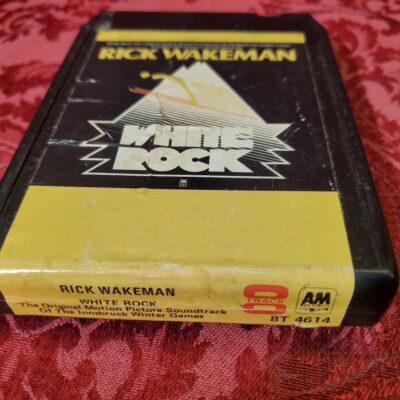 RICK WAKEMAN
WHITE
ROCK
RICK WAKEMAN
WHITE ROCK
The Original Motion Picture Soundtrack
Of The Innsbruck Winter Games
8
TRACK
A&M
8T 4614